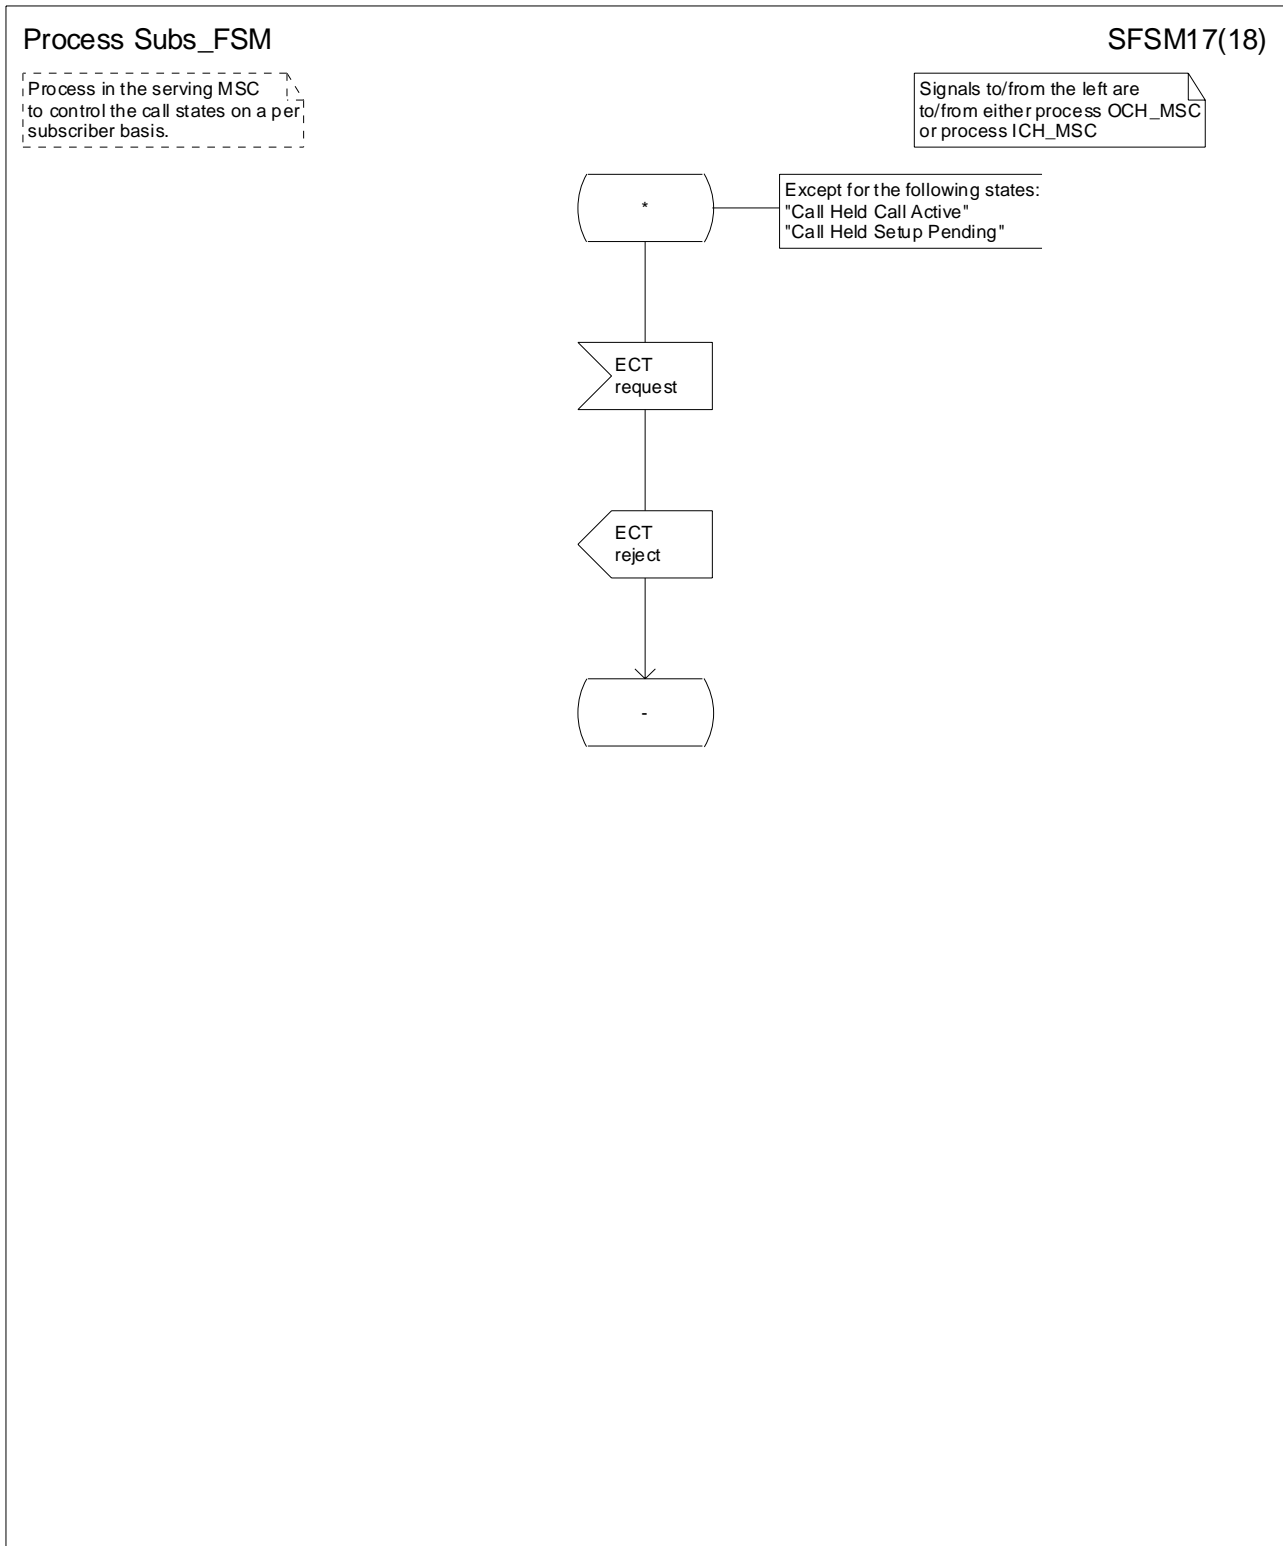 Process Subs_FSM
SFSM17(18)
Process in the serving MSC
to control the call states on a per
subscriber basis.
Signals to/from the left are
to/from either process OCH_MSC
or process ICH_MSC
*
Except for the following states:
"Call Held Call Active"
"Call Held Setup Pending"
ECT
request
ECT
reject
-